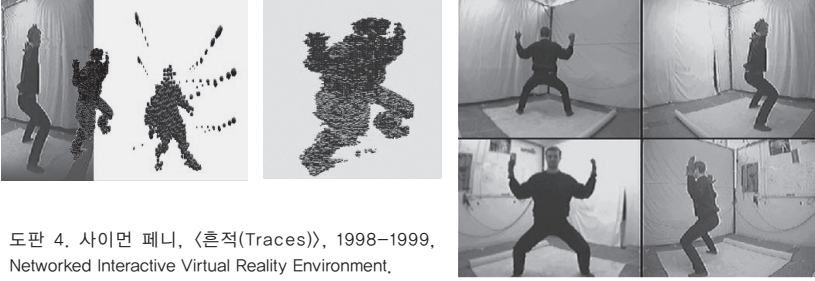 도판 4. 사이먼 페니, 〈흔적(Traces)〉, 1998-1999,
Networked Interactive Virtual Reality Environment.